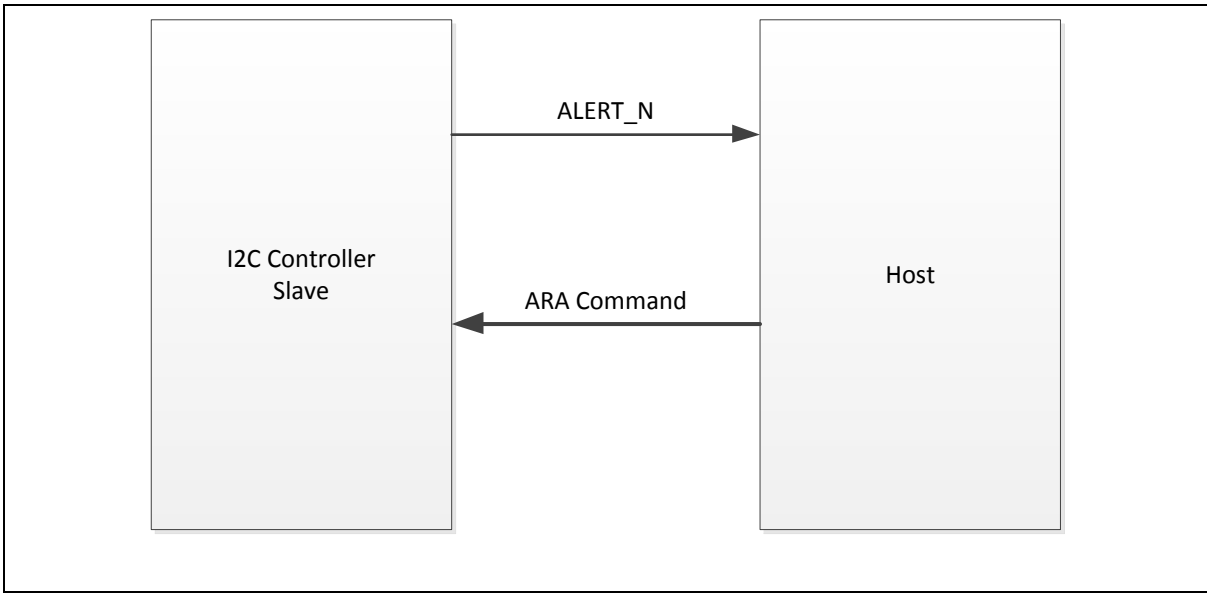 ALERT_N
I2C Controller
Slave
Host
ARA Command